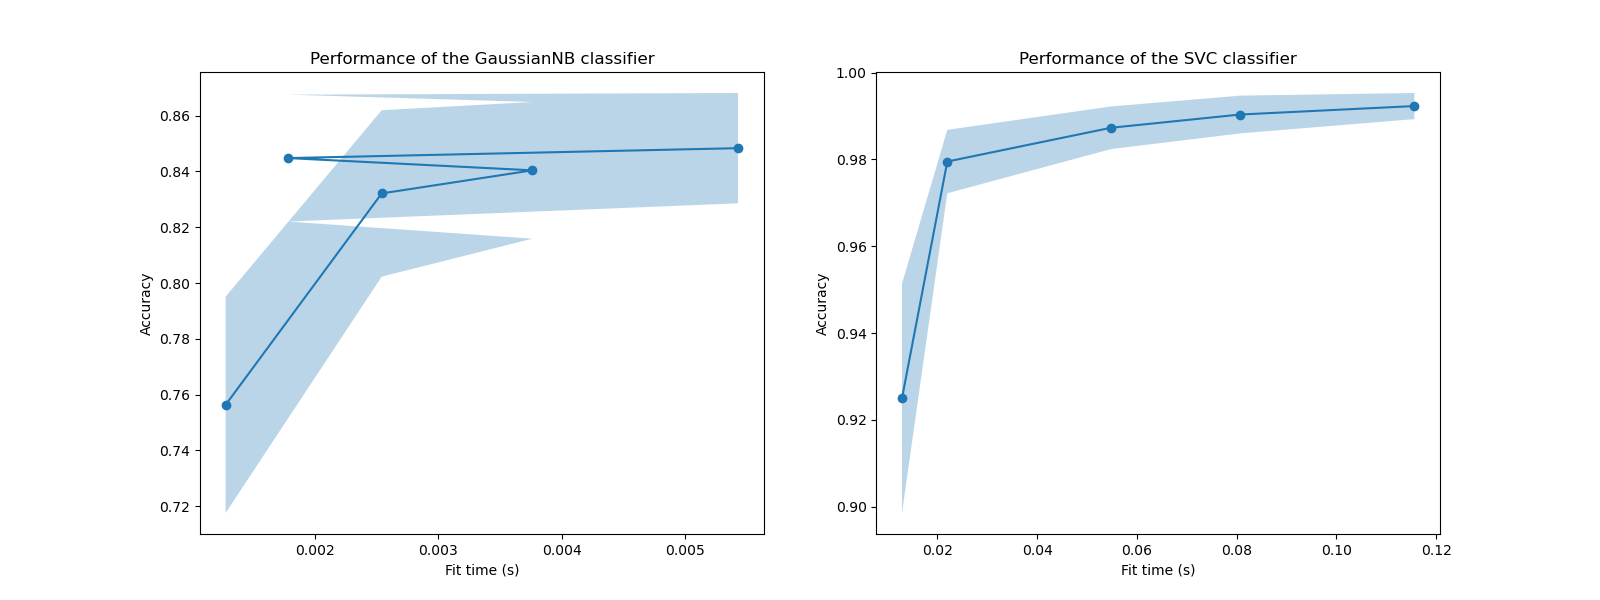 Performance of the GaussianNB classifier
0.86
0.84
0.82
0.80
0.78
0.76
0.74
0.72
Accuracy
0.002 0.003 0.004 0.005
Fit time (s)
Performance of the SVC classifier
1.00
0.98
0.96
0.94
0.92
0.90
Accuracy
0.02 0.04 0.06 0.08 0.10 0.12
Fit time (s)